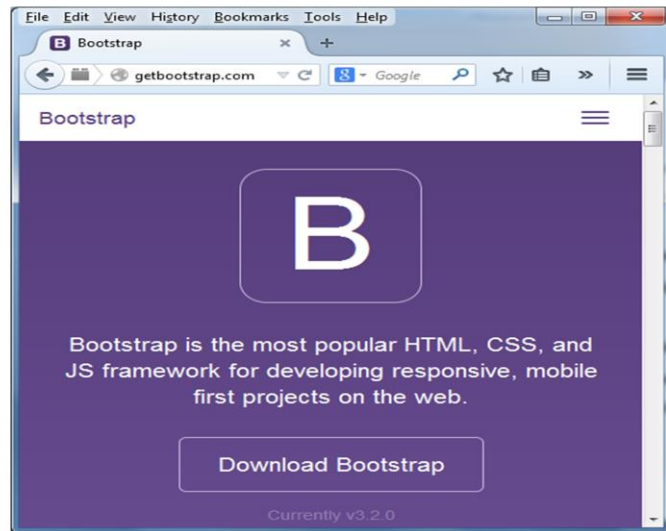 File Edit View History Bookmarks Tools Help
B Bootstrap × +
getbootstrap.com 8 Google »
Bootstrap
B
Bootstrap is the most popular HTML, CSS, and
JS framework for developing responsive, mobile
first projects on the web.
Download Bootstrap
Currently v3.2.0